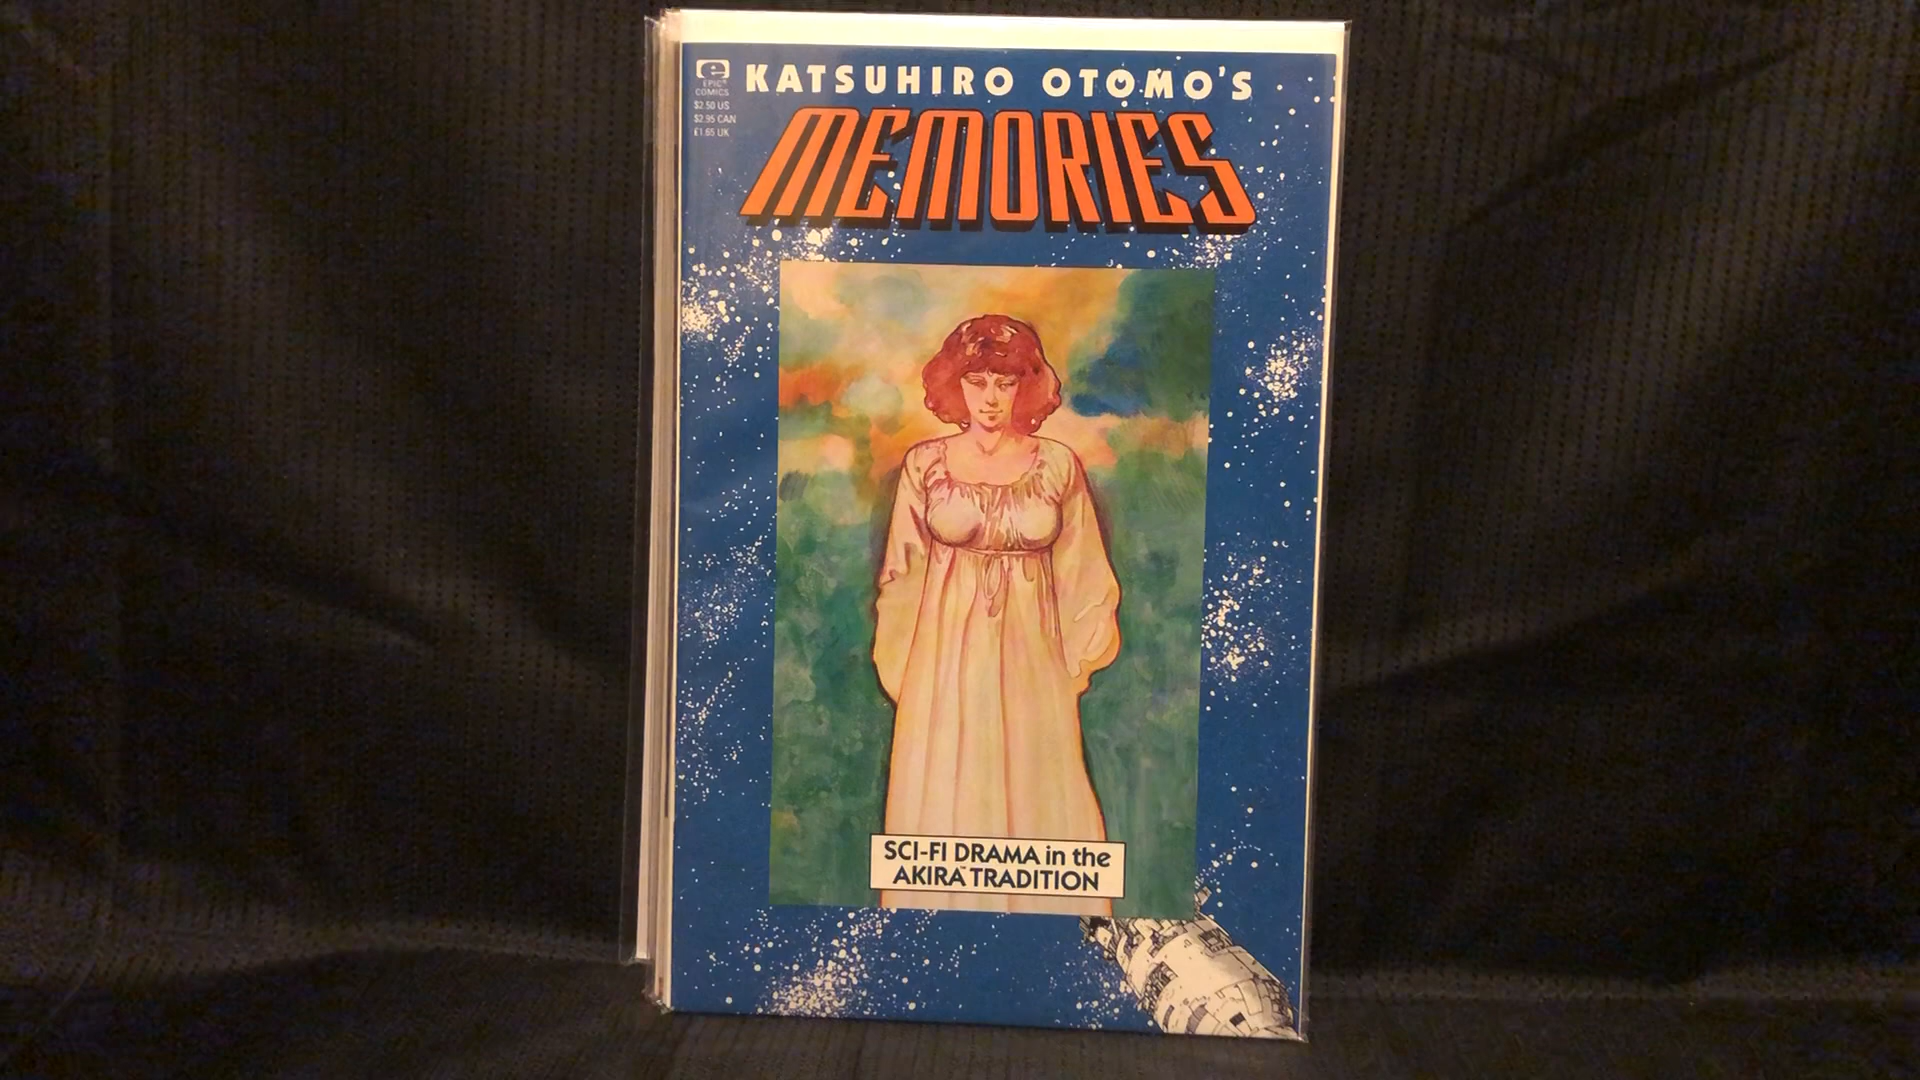 e
EPIC®
COMICS
$2.50 US
$2.95 CAN
£1.65 UK
KATSUHIRO OTOMO'S
MEMORIES
SCI-FI DRAMA in the
AKIRA™ TRADITION